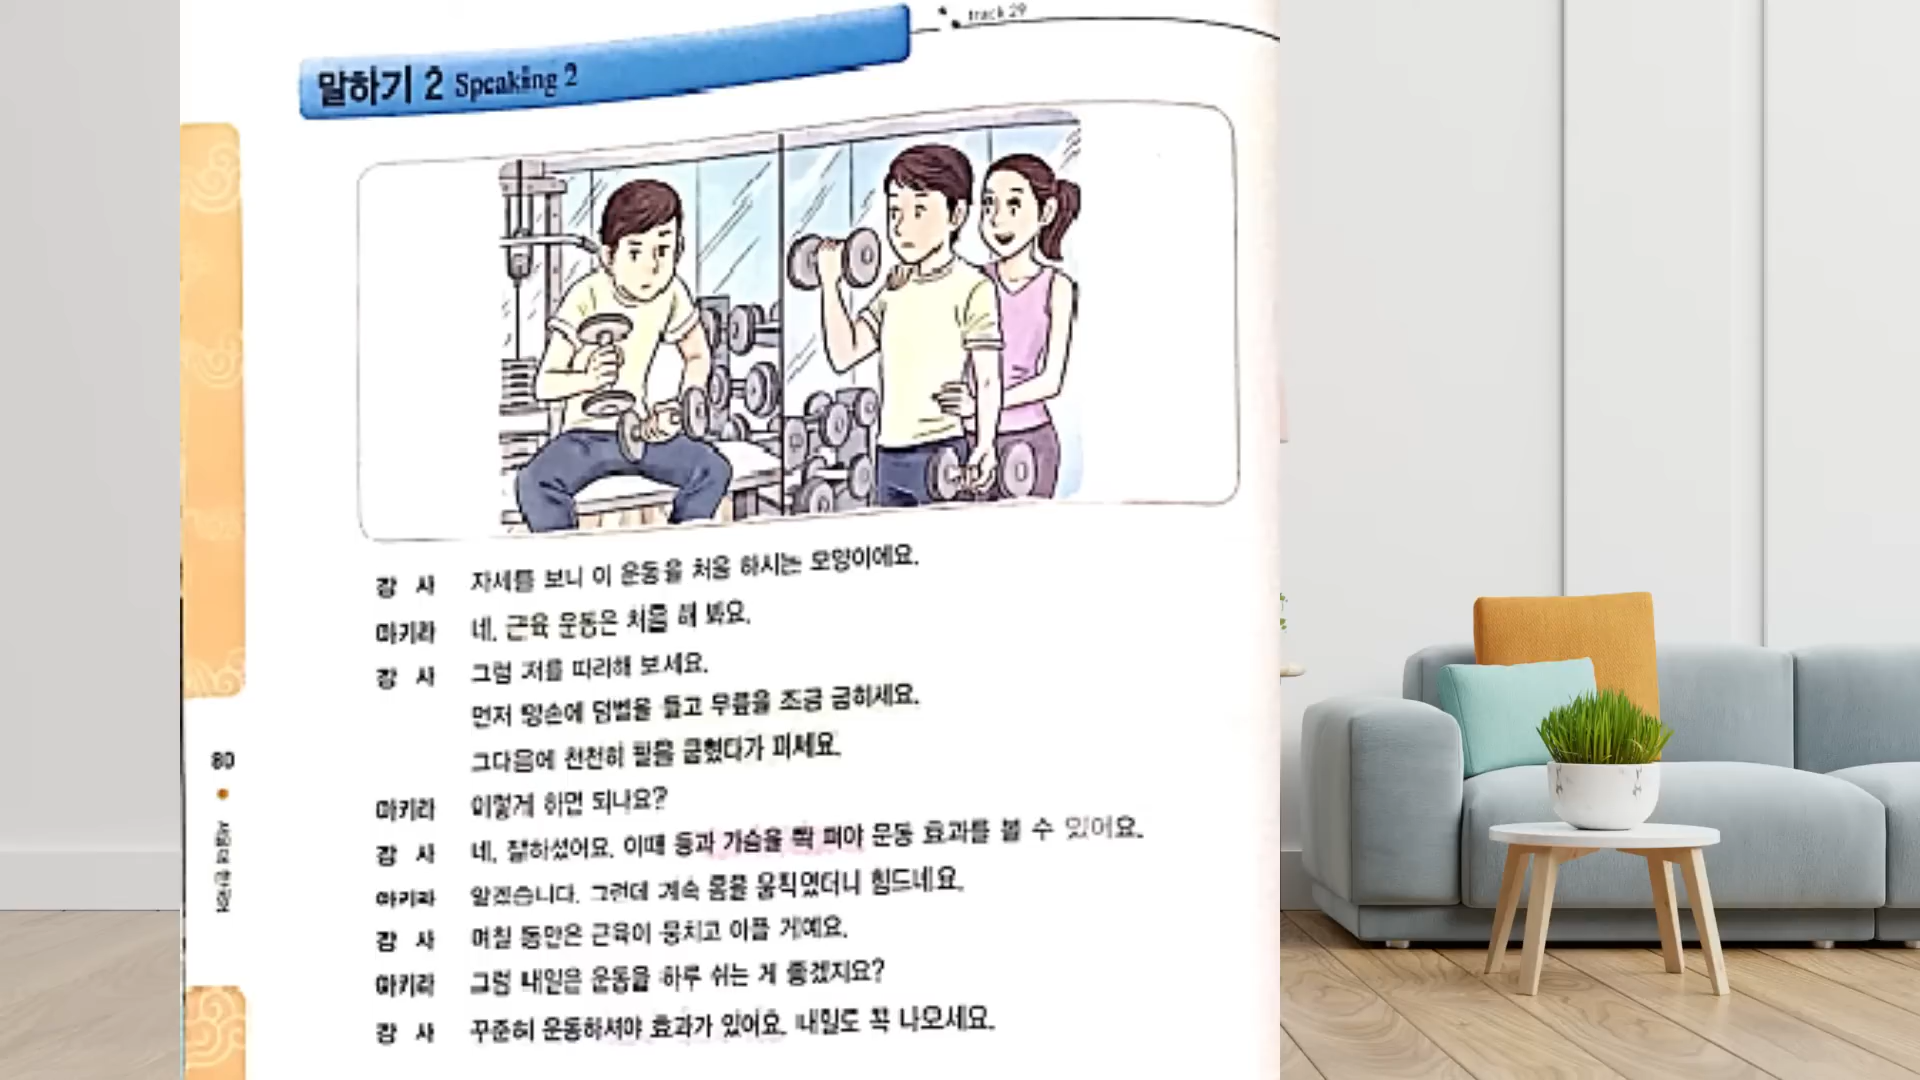 track 29
말하기 2 Speaking 2
강 사 자세를 보니 이 운동을 처음 하시는 모양이에요.
마키라 네, 근육 운동은 처음 해 봐요.
강 사 그럼 저를 따라해 보세요.
먼저 양손에 덤벨을 들고 무릎을 조금 굽히세요.
그다음에 천천히 팔을 굽혔다가 펴세요.
마키라 이렇게 하면 되나요?
강 사 네, 잘하셨어요. 이때 등과 가슴을 쫙 펴야 운동 효과를 볼 수 있어요.
마키라 알겠습니다. 그런데 계속 몸을 움직였더니 힘드네요.
강 사 며칠 동안은 근육이 뭉치고 아플 거예요.
마키라 그럼 내일은 운동을 하루 쉬는 게 좋겠지요?
강 사 꾸준히 운동하셔야 효과가 있어요. 내일도 꼭 나오세요.
80
서울대 한국어